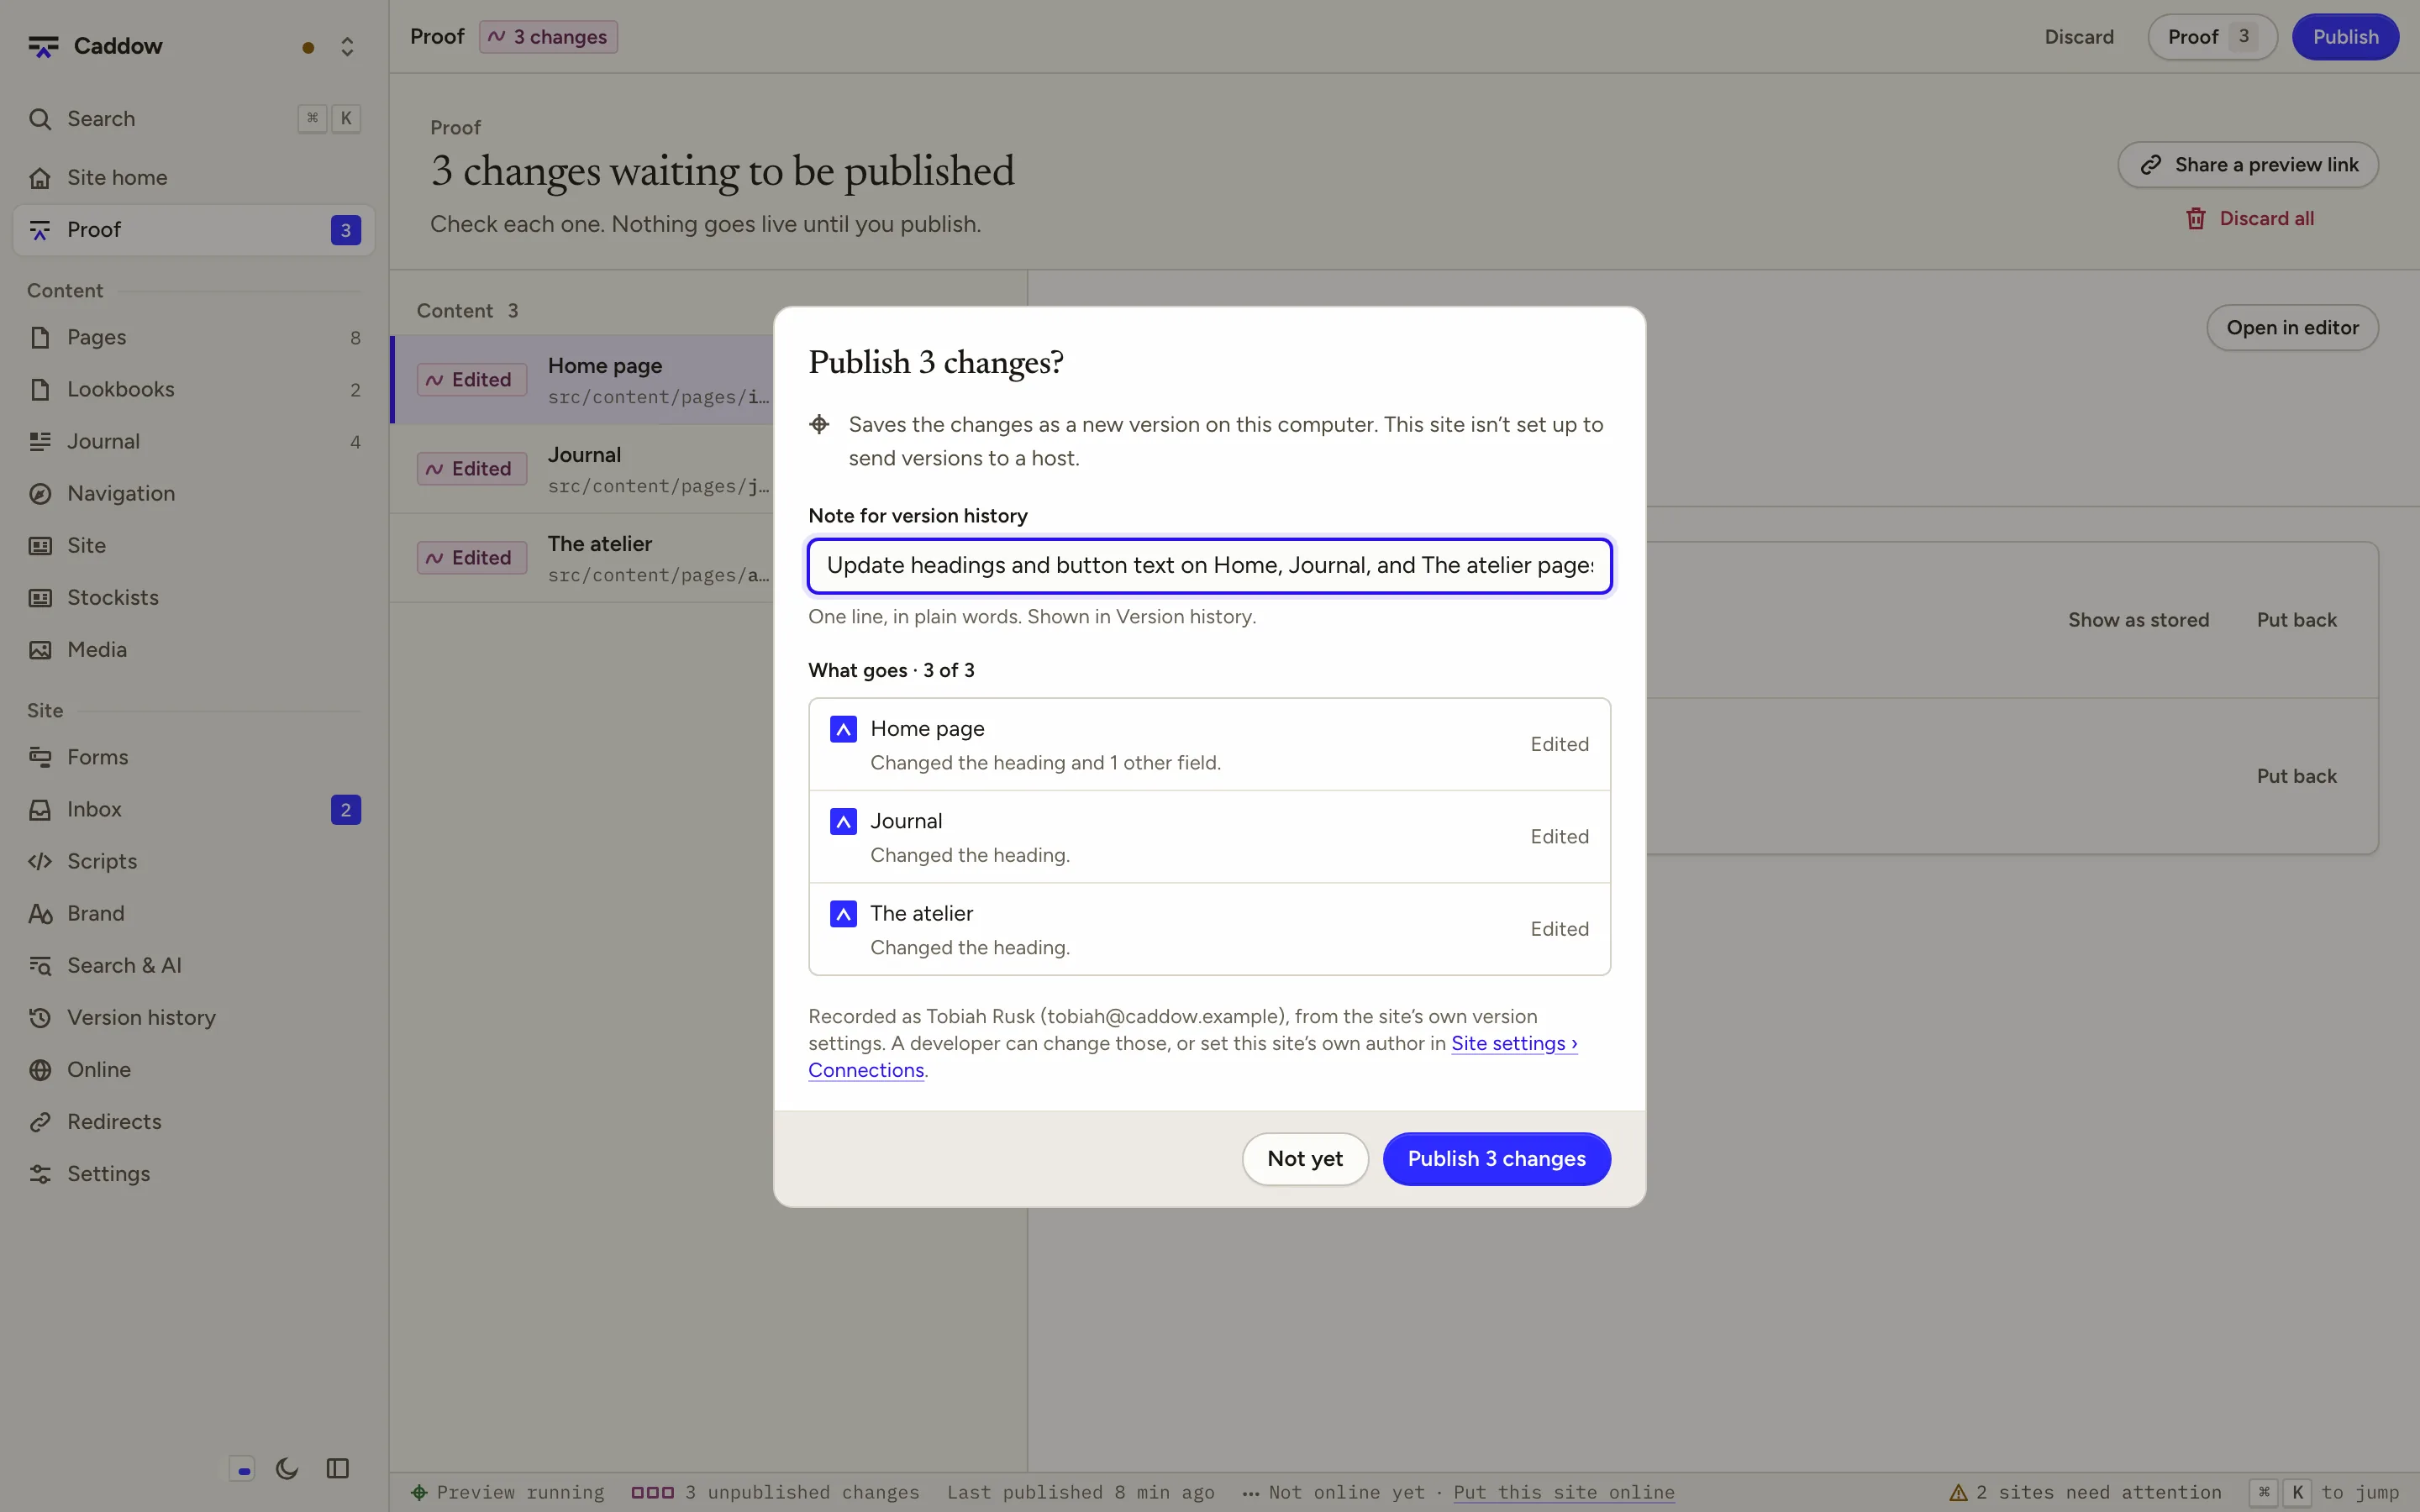 Caddow
Search ⌘ K
Site home
Proof 3
Content
Pages 8
Lookbooks 2
Journal 4
Navigation
Site
Stockists
Media
Site
Forms
Inbox 2
Scripts
Brand
Search & AI
Version history
Online
Redirects
Settings
Proof 3 changes
Discard Proof 3 Publish
Proof
3 changes waiting to be published
Check each one. Nothing goes live until you publish.
Share a preview link
Discard all
Content 3
Edited Home page
src/content/pages/i…
Edited Journal
src/content/pages/j…
Edited The atelier
src/content/pages/a…
Open in editor
Show as stored Put back
Put back
Publish 3 changes?
Saves the changes as a new version on this computer. This site isn’t set up to
send versions to a host.
Note for version history
Update headings and button text on Home, Journal, and The atelier pages
One line, in plain words. Shown in Version history.
What goes · 3 of 3
Home page
Changed the heading and 1 other field.
Edited
Journal
Changed the heading.
Edited
The atelier
Changed the heading.
Edited
Recorded as Tobiah Rusk (tobiah@caddow.example), from the site’s own version
settings. A developer can change those, or set this site’s own author in Site settings ›
Connections.
Not yet Publish 3 changes
Preview running 3 unpublished changes Last published 8 min ago ••• Not online yet · Put this site online
2 sites need attention ⌘ K to jump